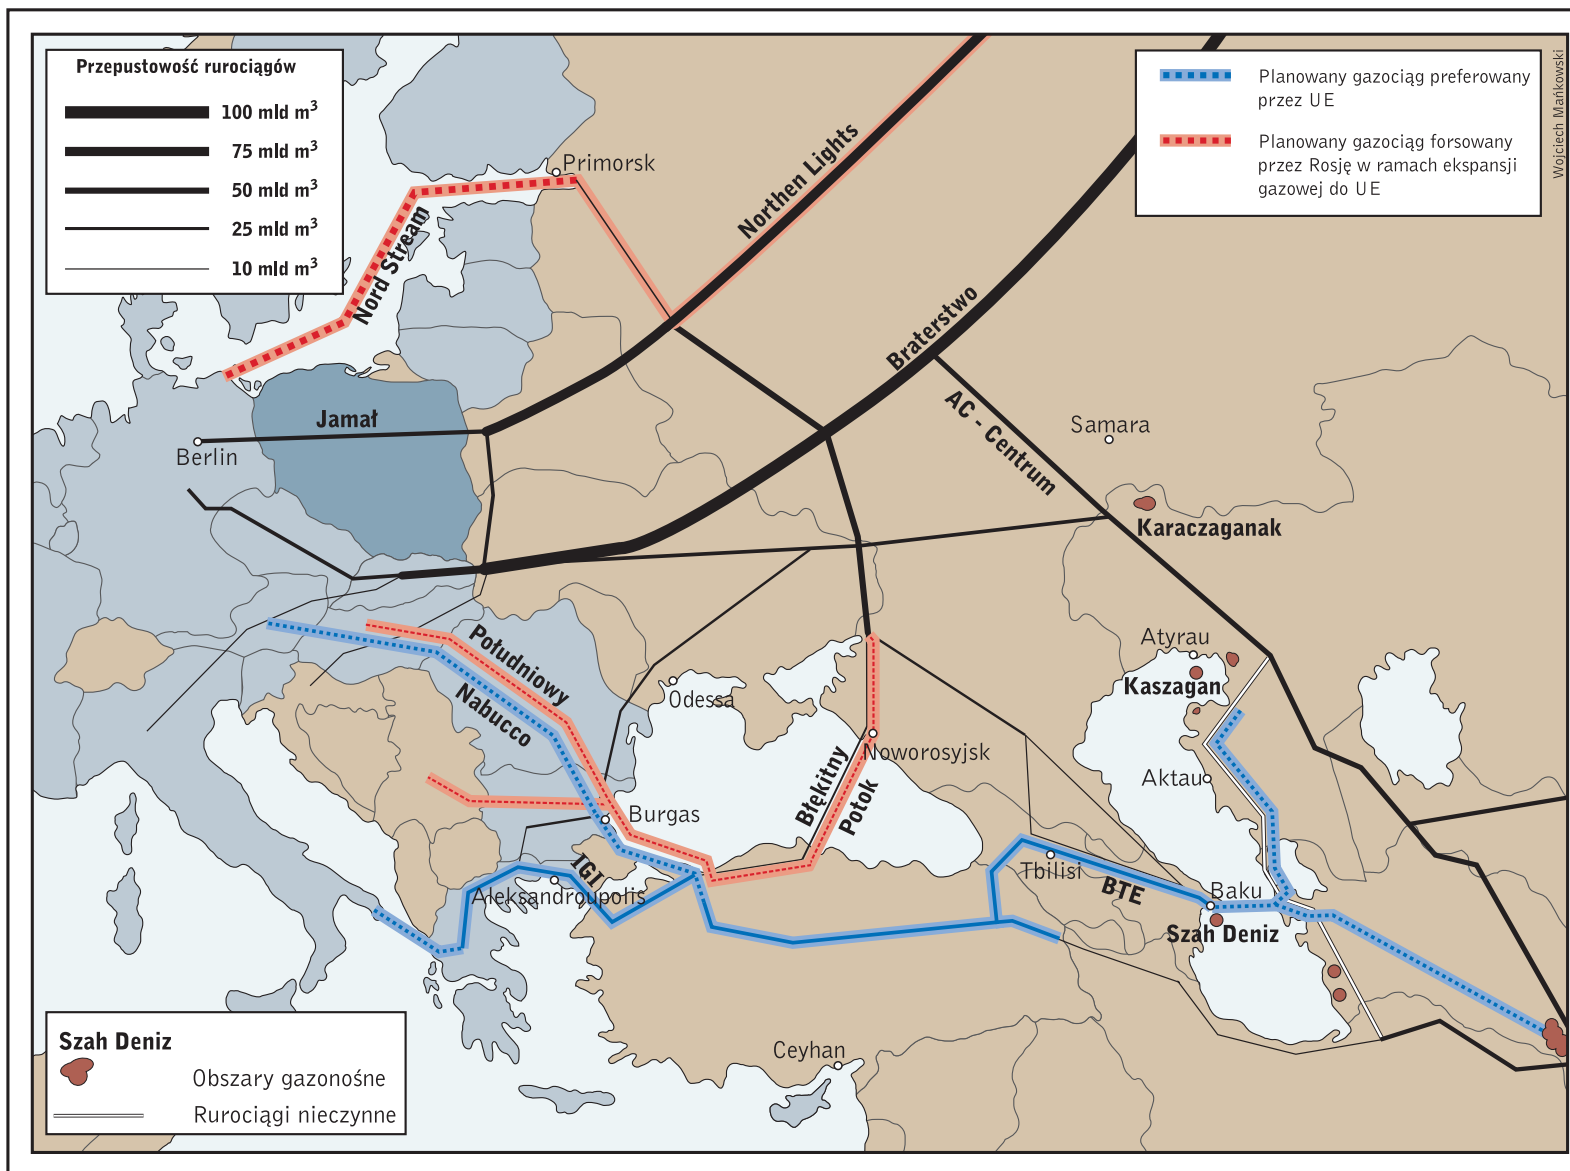 Przepustowość rurociągów
100 mld m³
75 mld m³
50 mld m³
25 mld m³
10 mld m³
Planowany gazociąg preferowany
przez UE
Planowany gazociąg forsowany
przez Rosję w ramach ekspansji
gazowej do UE
Wojciech Mańkowski
Primorsk
Northen Lights
Nord Stream
Braterstwo
Jamał
Berlin
AC - Centrum
Samara
Karaczaganak
Atyrau
Kaszagan
Południowy
Nabucco
Odessa
Noworosyjsk
Błękitny
Potok
Aktau
Burgas
IGI
Aleksandroupolis
Tbilisi
BTE
Baku
Szah Deniz
Ceyhan
Szah Deniz
Obszary gazonośne
Rurociągi nieczynne